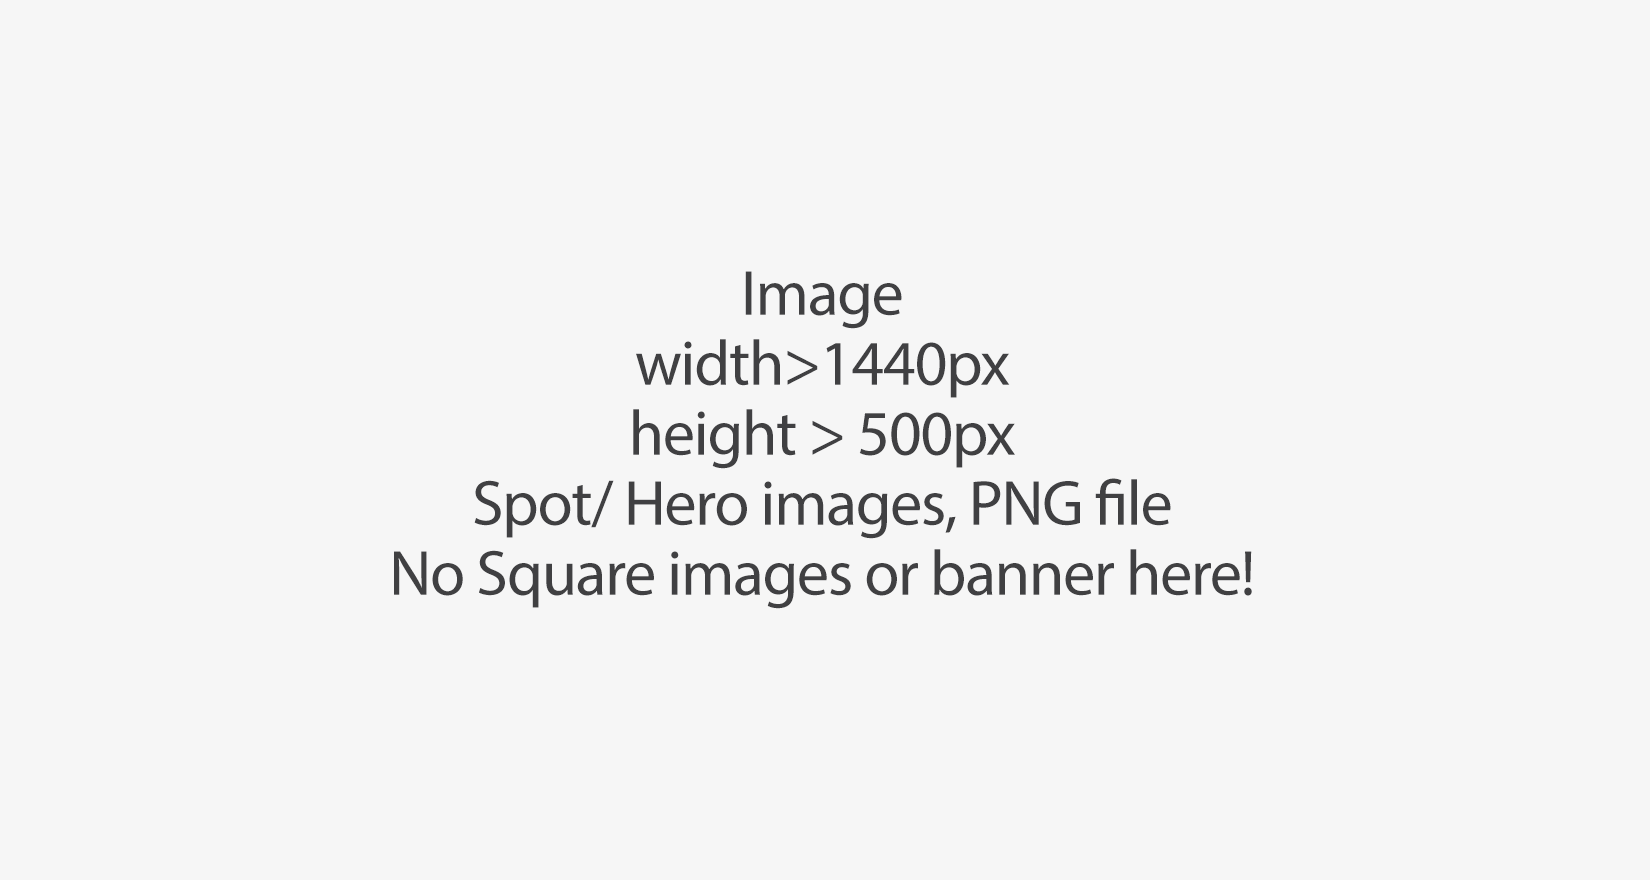 Image
width>1440px
height > 500px
Spot/ Hero images, PNG file
No Square images or banner here!